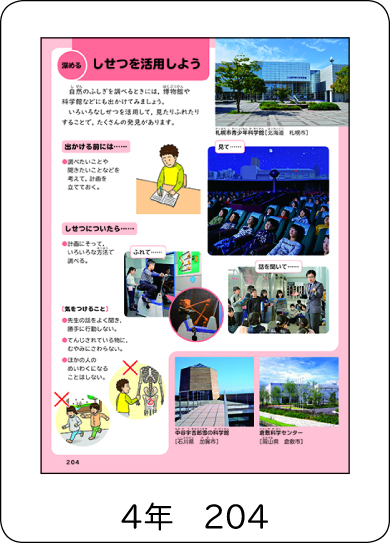 深める しせつを活用しよう
自然のふしぎを調べるときには，博物館や
科学館などにも出かけてみましょう。
いろいろなしせつを活用して，見たりふれたり
することで，たくさんの発見があります。
札幌市青少年科学館[北海道 札幌市]
出かける前には……
●調べたいことや
聞きたいことなどを
考えて，計画を
立てておく。
見て……
しせつについたら……
●計画にそって，
いろいろな方法で
調べる。
ふれて……
話を聞いて……
[気をつけること]
●先生の話をよく聞き，
勝手に行動しない。
●てんじされている物に，
むやみにさわらない。
●ほかの人の
めいわくになる
ことはしない。
中谷宇吉郎雪の科学館
[石川県 加賀市]
倉敷科学センター
[岡山県 倉敷市]
204
4年 204